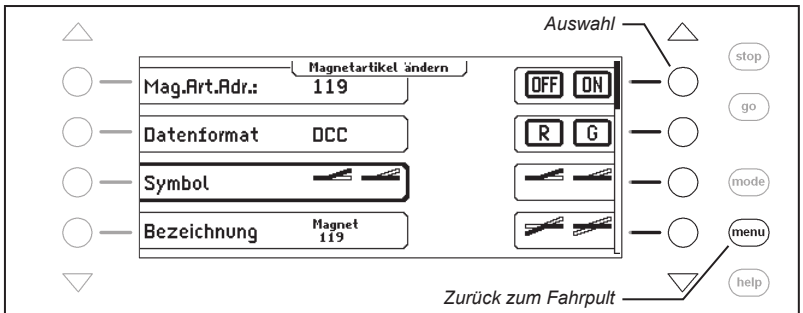 Auswahl
stop
Magnetartikel ändern
Mag.Art.Adr.: 119
OFF ON
go
Datenformat DCC
R G
Symbol
mode
Bezeichnung Magnet 119
menu
Zurück zum Fahrpult
help